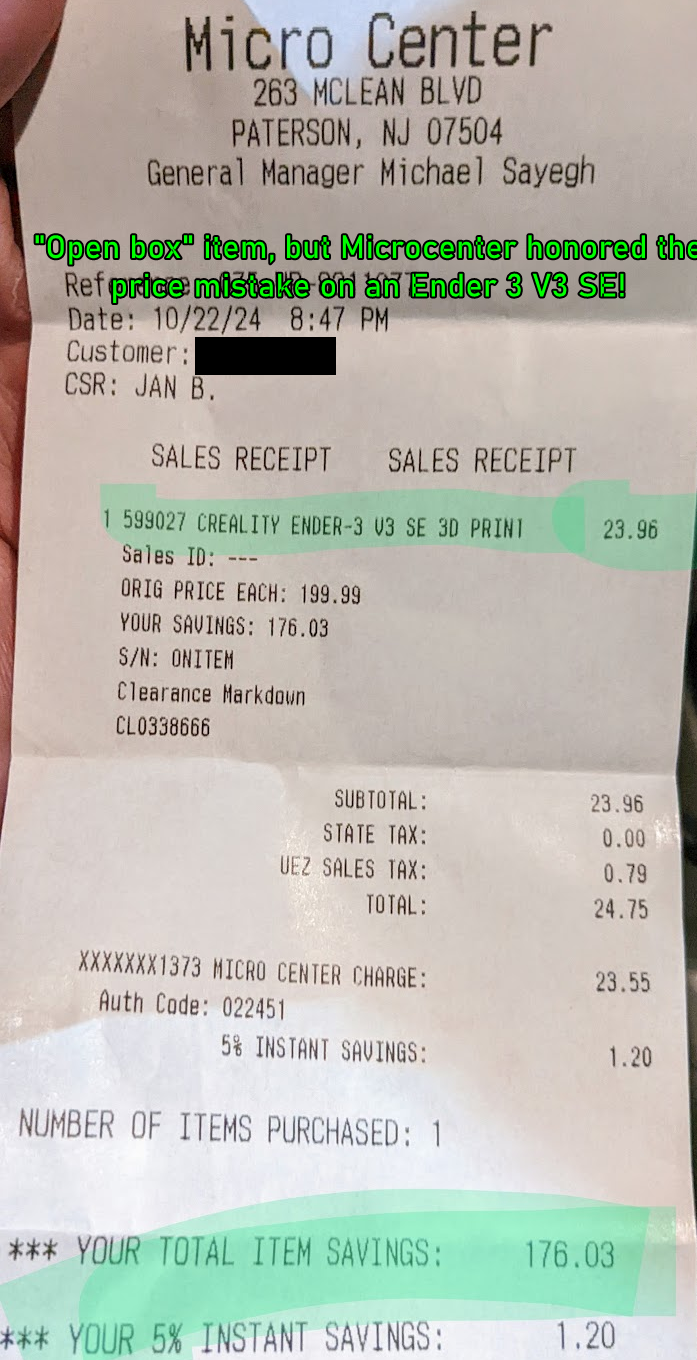 Micro Center
263 MCLEAN BLVD
PATERSON, NJ 07504
General Manager Michael Sayegh
"Open box" item, but Microcenter honored the
price mistake on an Ender 3 V3 SE!
Date: 10/22/24 8:47 PM
Customer:
CSR: JAN B.
SALES RECEIPT SALES RECEIPT
1 599027 CREALITY ENDER-3 V3 SE 3D PRINT 23.96
Sales ID: ---
ORIG PRICE EACH: 199.99
YOUR SAVINGS: 176.03
S/N: ONITEM
Clearance Markdown
CL0338666
SUBTOTAL: 23.96
STATE TAX: 0.00
UEZ SALES TAX: 0.79
TOTAL: 24.75
XXXXXXX1373 MICRO CENTER CHARGE: 23.55
Auth Code: 022451
5% INSTANT SAVINGS: 1.20
NUMBER OF ITEMS PURCHASED: 1
*** YOUR TOTAL ITEM SAVINGS: 176.03
*** YOUR 5% INSTANT SAVINGS: 1.20